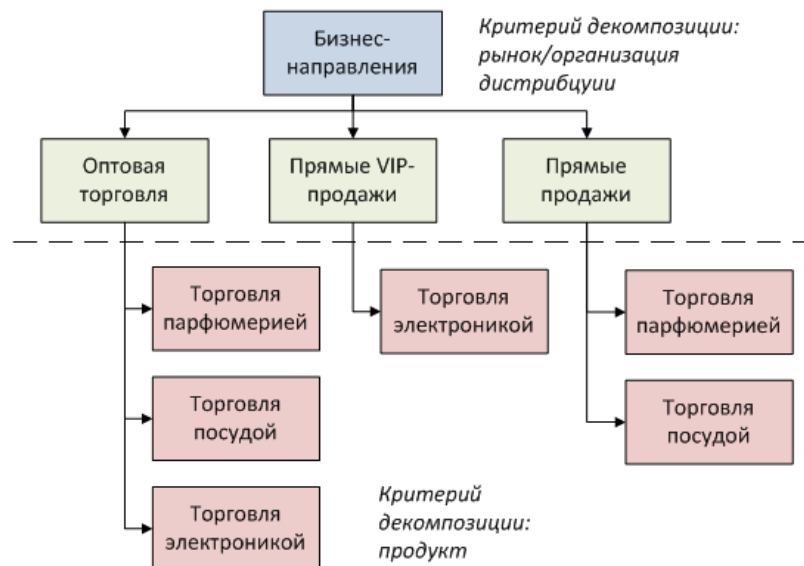 Бизнес-
направления
Критерий декомпозиции:
рынок/организация
дистрибцуии
Оптовая
торговля
Прямые VIP-
продажи
Прямые
продажи
Торговля
парфюмерией
Торговля
электроникой
Торговля
парфюмерией
Торговля
посудой
Торговля
посудой
Торговля
электроникой
Критерий
декомпозиции:
продукт